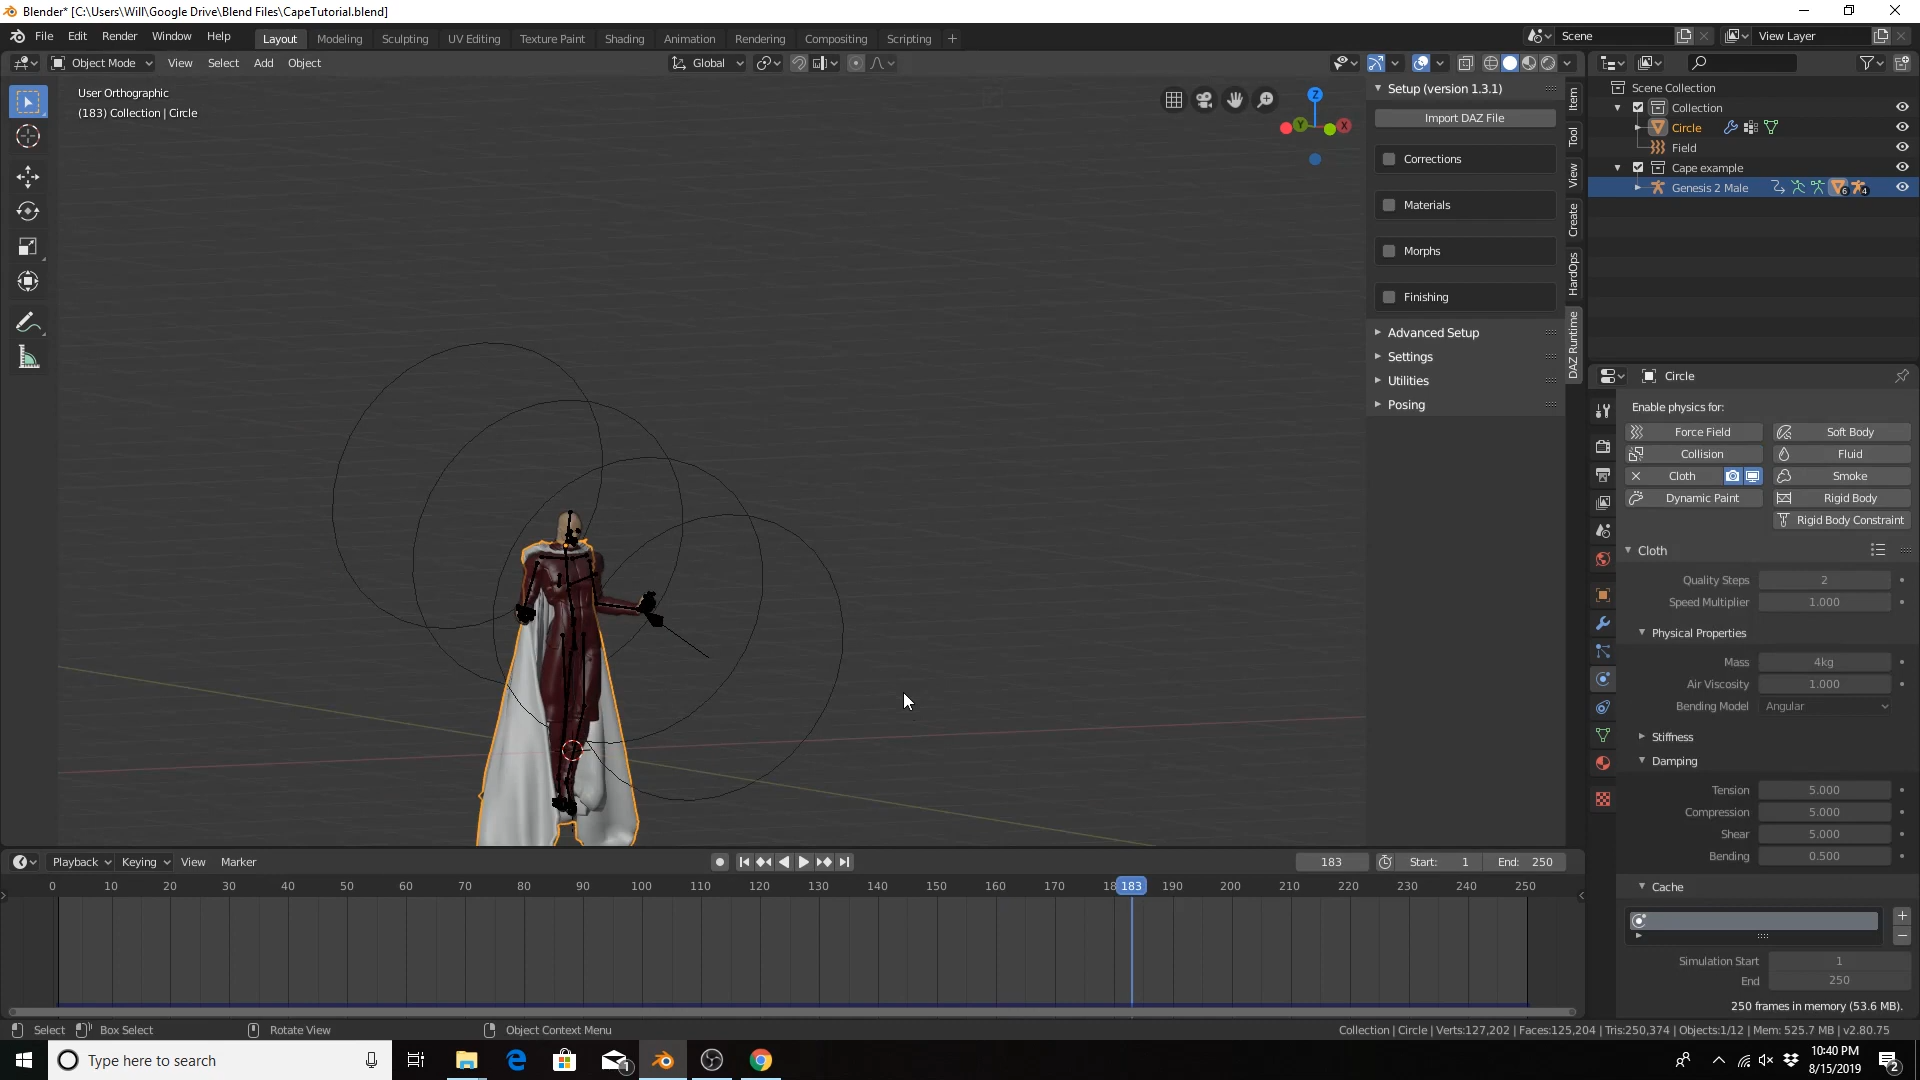 Blender* [C:\Users\Will\Google Drive\Blend Files\CapeTutorial.blend]
File Edit Render Window Help Layout Modeling Sculpting UV Editing Texture Paint Shading Animation Rendering Compositing Scripting + Scene View Layer
Object Mode View Select Add Object Global
User Orthographic
(183) Collection | Circle
Z
Y
X
Setup (version 1.3.1)
Import DAZ File
Corrections
Materials
Morphs
Finishing
Advanced Setup
Settings
Utilities
Posing
Item
Tool
View
Create
HardOps
DAZ Runtime
Scene Collection
Collection
Circle
Field
Cape example
Genesis 2 Male 6 4
Circle
Enable physics for:
Force Field Soft Body
Collision Fluid
Cloth Smoke
Dynamic Paint Rigid Body
Rigid Body Constraint
Cloth
Quality Steps 2
Speed Multiplier 1.000
Physical Properties
Mass 4kg
Air Viscosity 1.000
Bending Model Angular
Stiffness
Damping
Tension 5.000
Compression 5.000
Shear 5.000
Bending 0.500
Cache
Simulation Start 1
End 250
250 frames in memory (53.6 MB).
Playback Keying View Marker 183 Start: 1 End: 250
0 10 20 30 40 50 60 70 80 90 100 110 120 130 140 150 160 170 18 183 190 200 210 220 230 240 250
Select Box Select Rotate View Object Context Menu Collection | Circle | Verts:127,202 | Faces:125,204 | Tris:250,374 | Objects:1/12 | Mem: 525.7 MB | v2.80.75
Type here to search 1 10:40 PM
8/15/2019 2